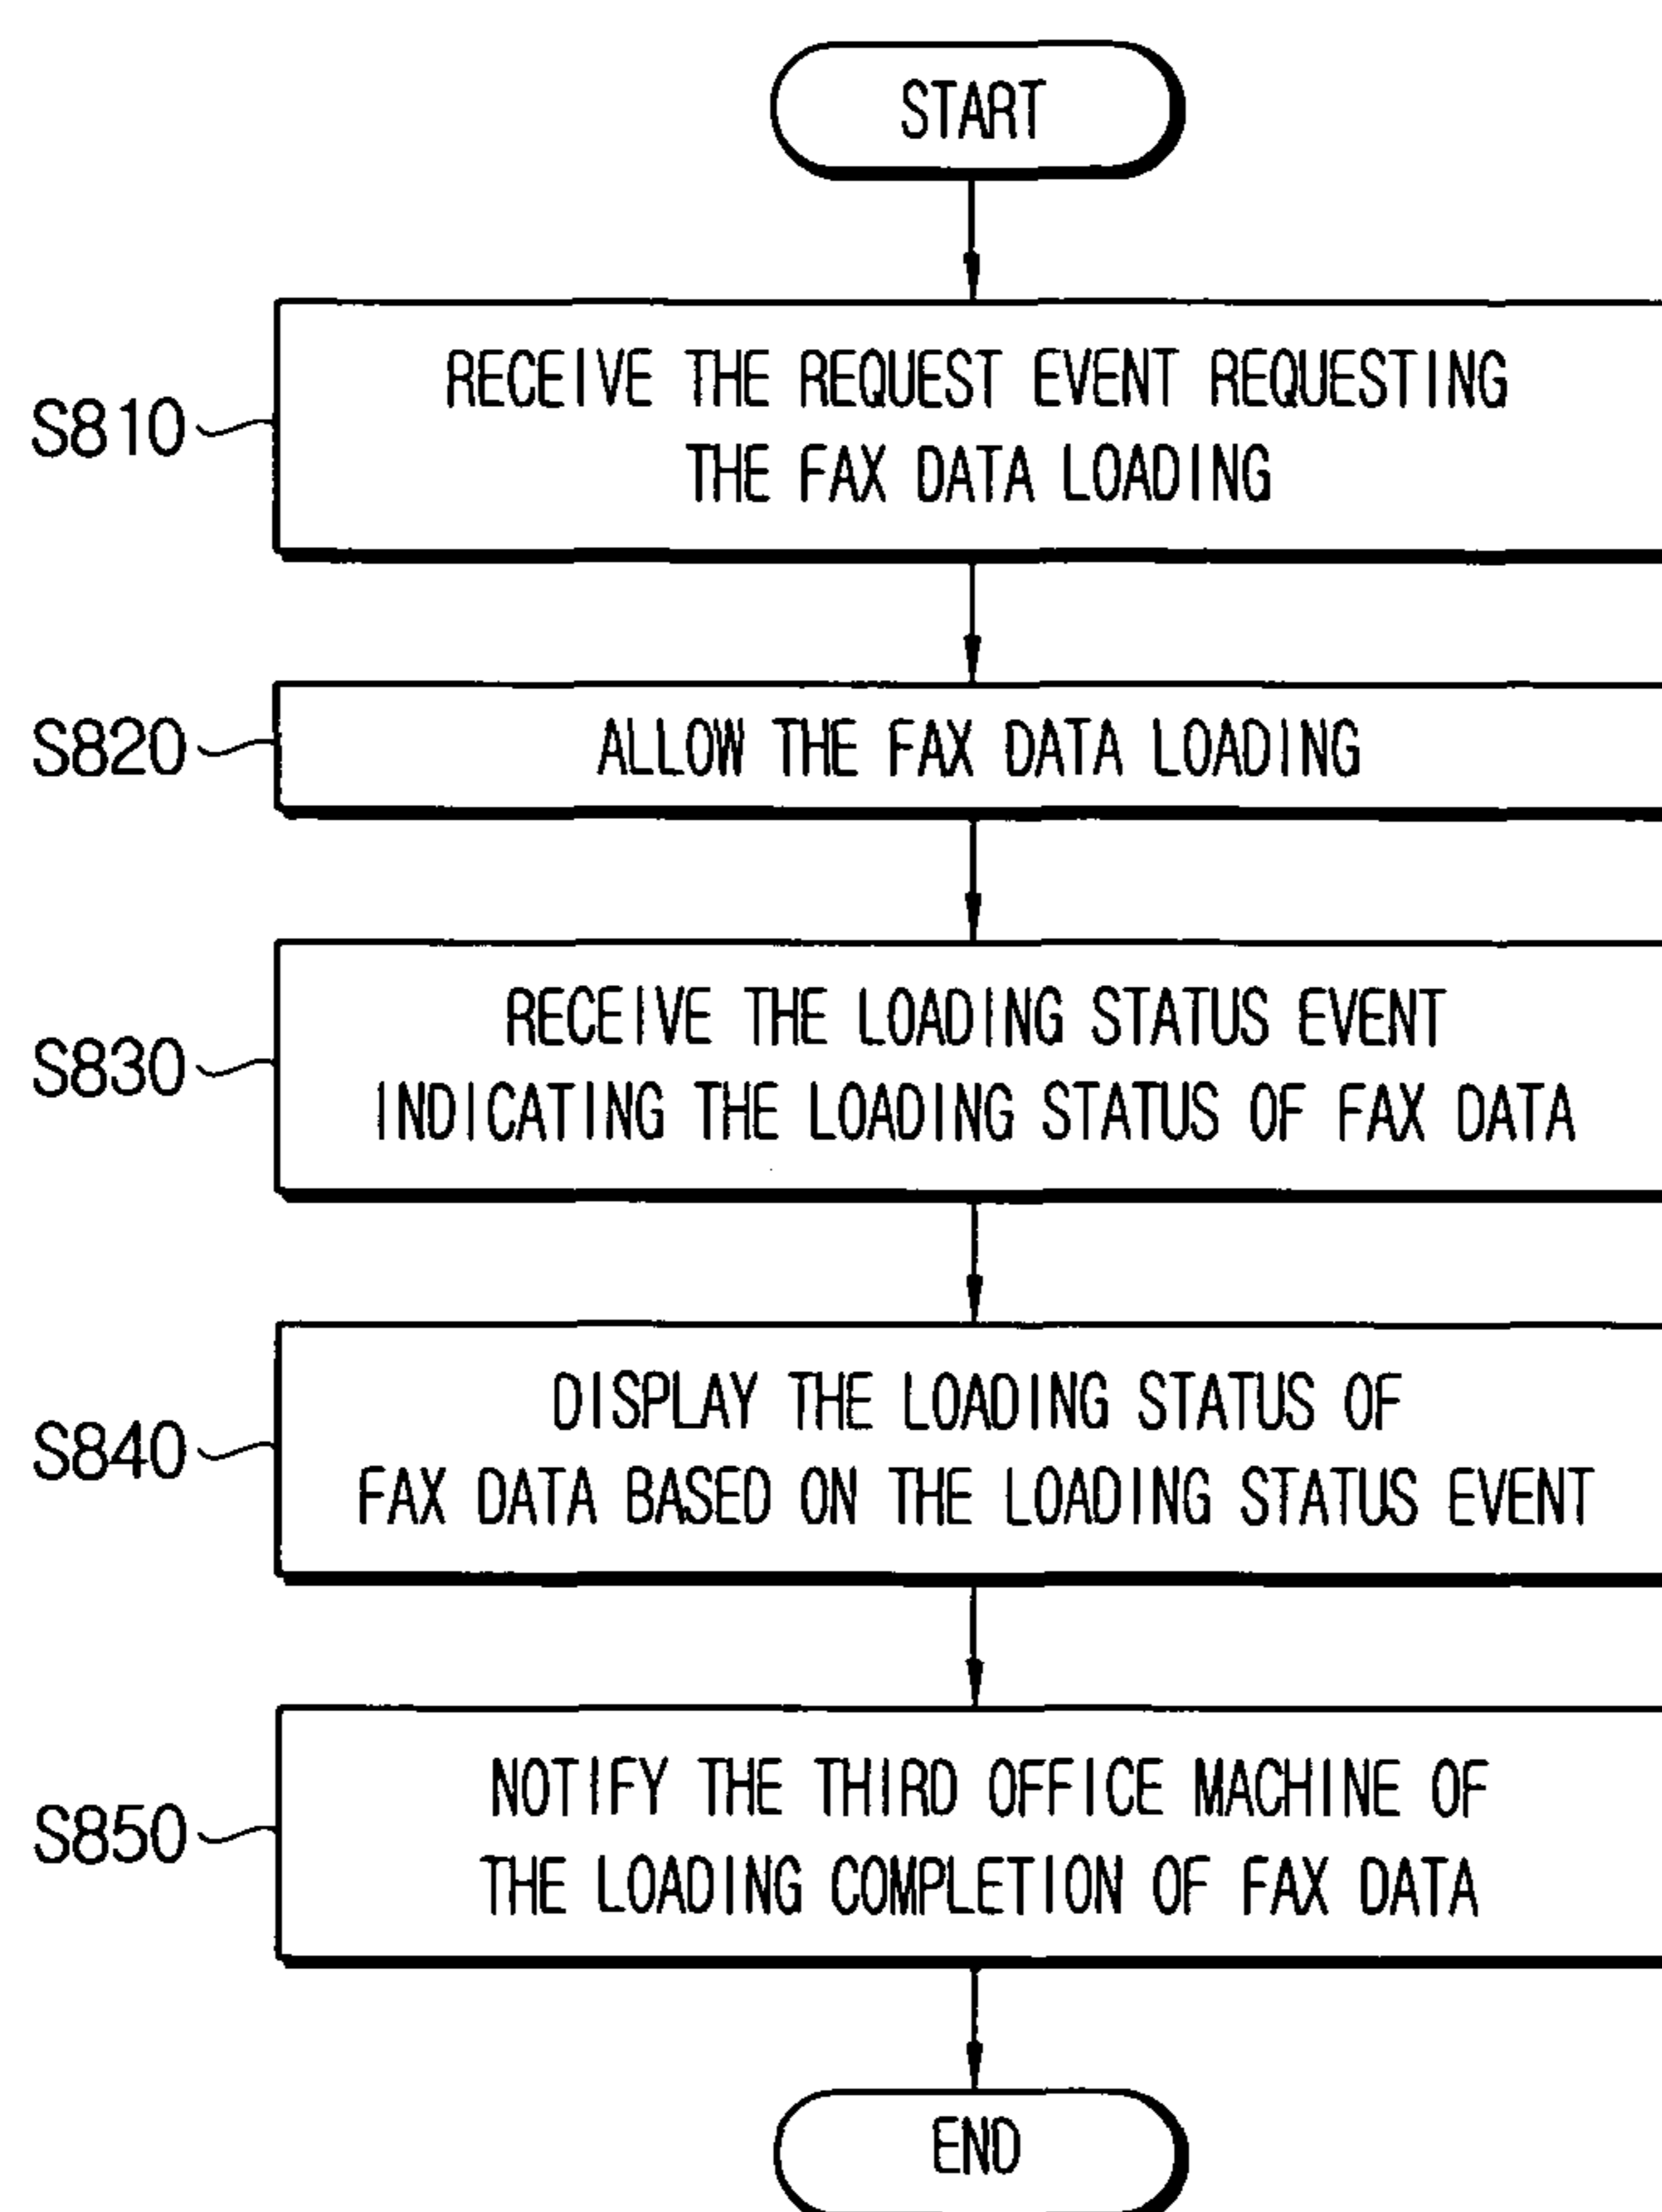 START
S810
RECEIVE THE REQUEST EVENT REQUESTING
THE FAX DATA LOADING
S820
ALLOW THE FAX DATA LOADING
S830
RECEIVE THE LOADING STATUS EVENT
INDICATING THE LOADING STATUS OF FAX DATA
S840
DISPLAY THE LOADING STATUS OF
FAX DATA BASED ON THE LOADING STATUS EVENT
S850
NOTIFY THE THIRD OFFICE MACHINE OF
THE LOADING COMPLETION OF FAX DATA
END